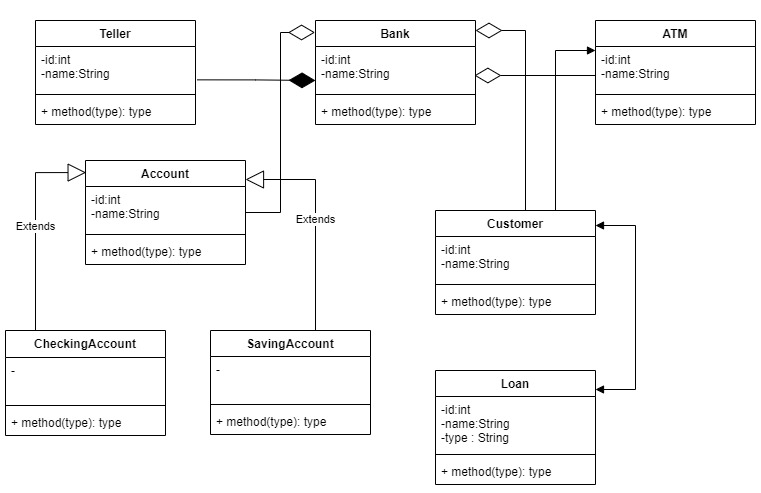 Teller
-id:int
-name:String
+ method(type): type
Bank
-id:int
-name:String
+ method(type): type
ATM
-id:int
-name:String
+ method(type): type
Account
-id:int
-name:String
+ method(type): type
Extends
Extends
Customer
-id:int
-name:String
+ method(type): type
CheckingAccount
-
+ method(type): type
SavingAccount
-
+ method(type): type
Loan
-id:int
-name:String
-type : String
+ method(type): type